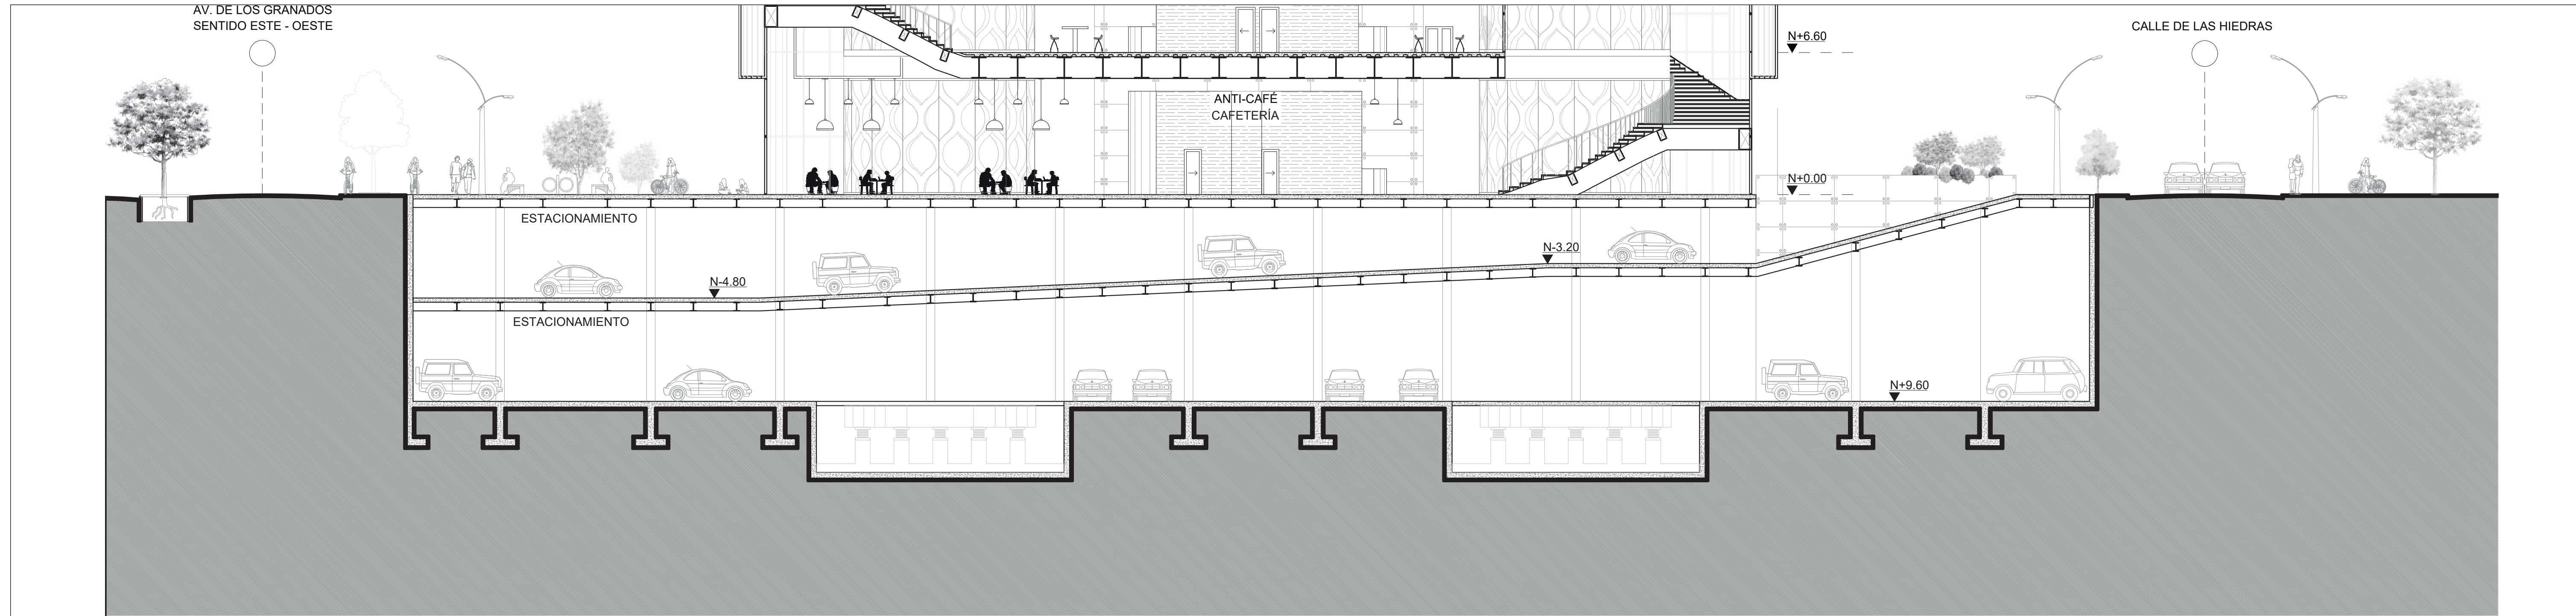 AV. DE LOS GRANADOS
SENTIDO ESTE - OESTE
CALLE DE LAS HIEDRAS
N+6.60
ANTI-CAFÉ
CAFETERÍA
N+0.00
ESTACIONAMIENTO
N-3.20
N-4.80
ESTACIONAMIENTO
N+9.60